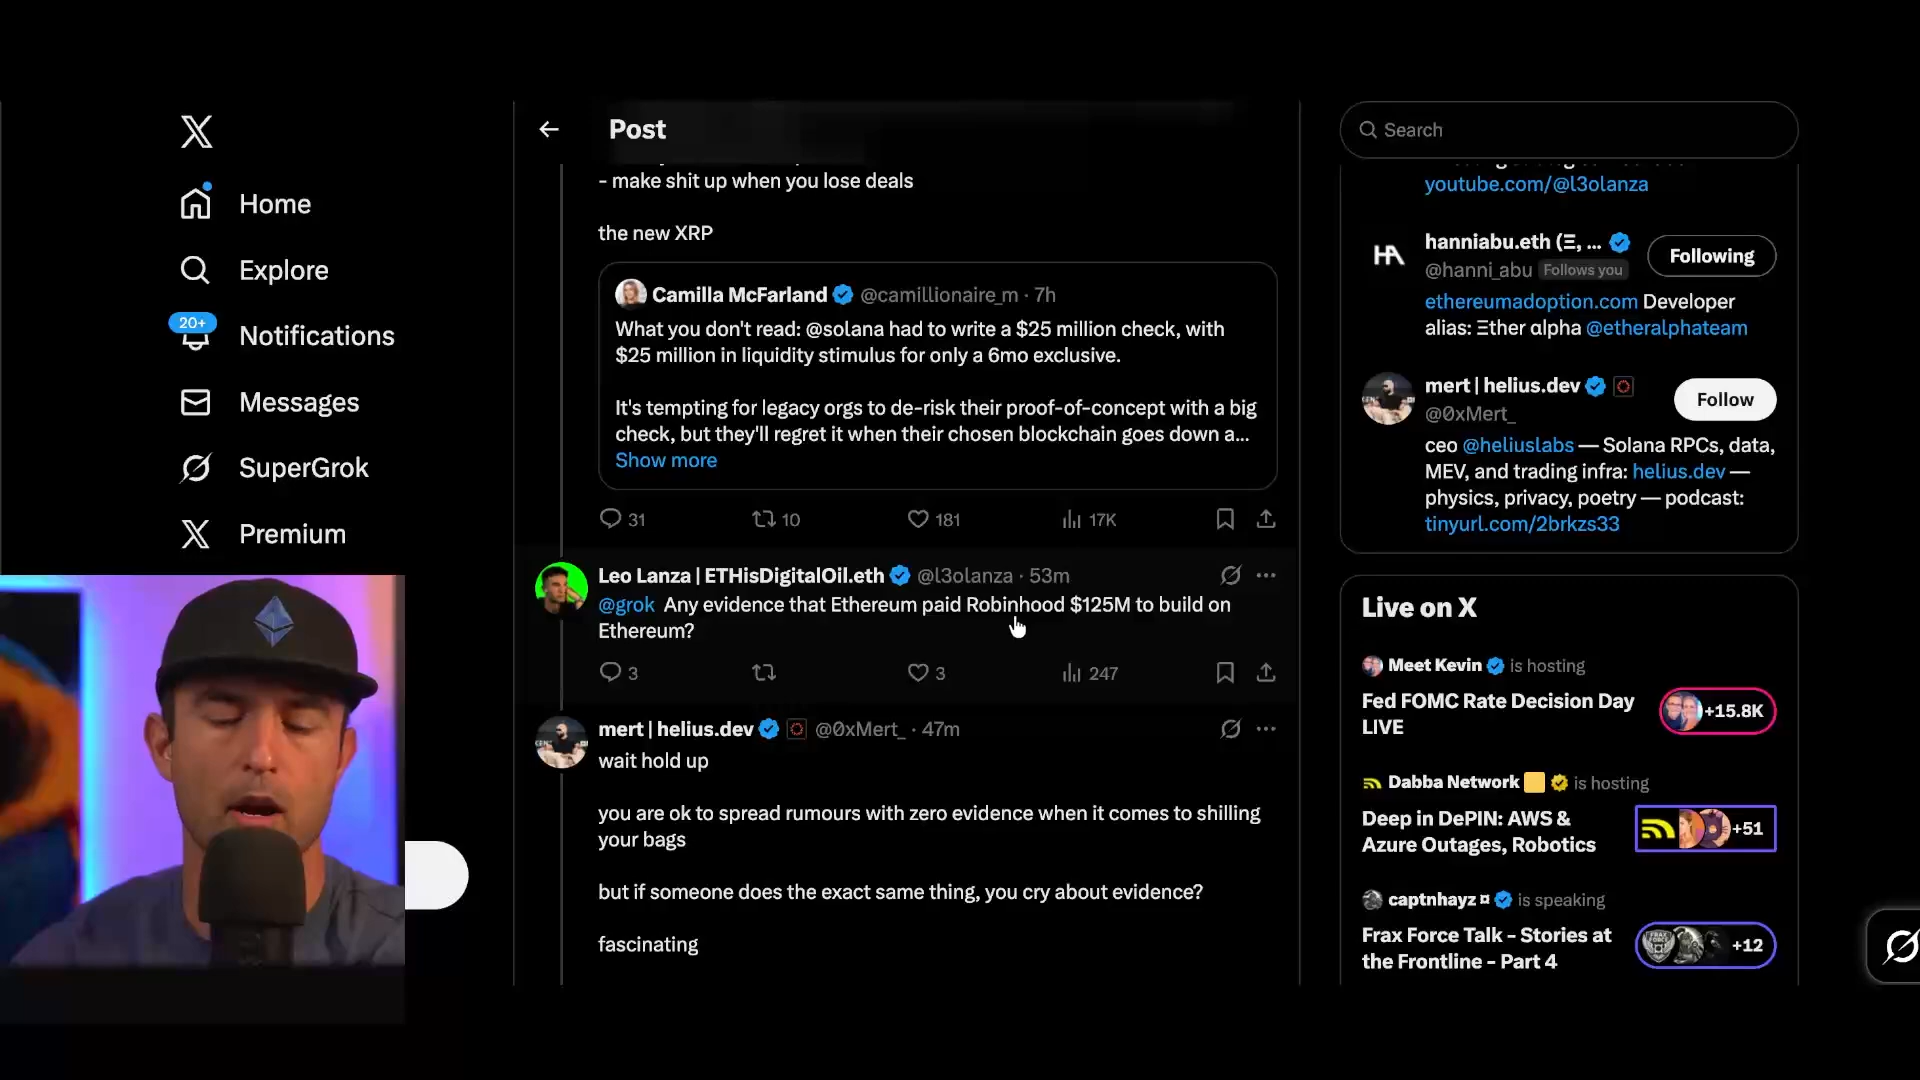 Home
Explore
20+
Notifications
Messages
SuperGrok
Premium
Post
- make shit up when you lose deals
the new XRP
Camilla McFarland @camillionaire_m · 7h
What you don't read: @solana had to write a $25 million check, with
$25 million in liquidity stimulus for only a 6mo exclusive.
It's tempting for legacy orgs to de-risk their proof-of-concept with a big
check, but they'll regret it when their chosen blockchain goes down a...
Show more
31 10 181 17K
Leo Lanza | ETHisDigitalOil.eth @l3olanza · 53m
@grok Any evidence that Ethereum paid Robinhood $125M to build on
Ethereum?
3 3 247
mert | helius.dev @0xMert_ · 47m
wait hold up
you are ok to spread rumours with zero evidence when it comes to shilling
your bags
but if someone does the exact same thing, you cry about evidence?
fascinating
Search
youtube.com/@l3olanza
hanniabu.eth (Ξ, ...
Following
@hanni_abu Follows you
ethereumadoption.com Developer
alias: Ξther αlpha @etheralphateam
mert | helius.dev
Follow
@0xMert_
ceo @heliuslabs — Solana RPCs, data,
MEV, and trading infra: helius.dev —
physics, privacy, poetry — podcast:
tinyurl.com/2brkzs33
Live on X
Meet Kevin is hosting
Fed FOMC Rate Decision Day
LIVE
+15.8K
Dabba Network is hosting
Deep in DePIN: AWS &
Azure Outages, Robotics
+51
captnhayz ¤ is speaking
Frax Force Talk - Stories at
the Frontline - Part 4
+12